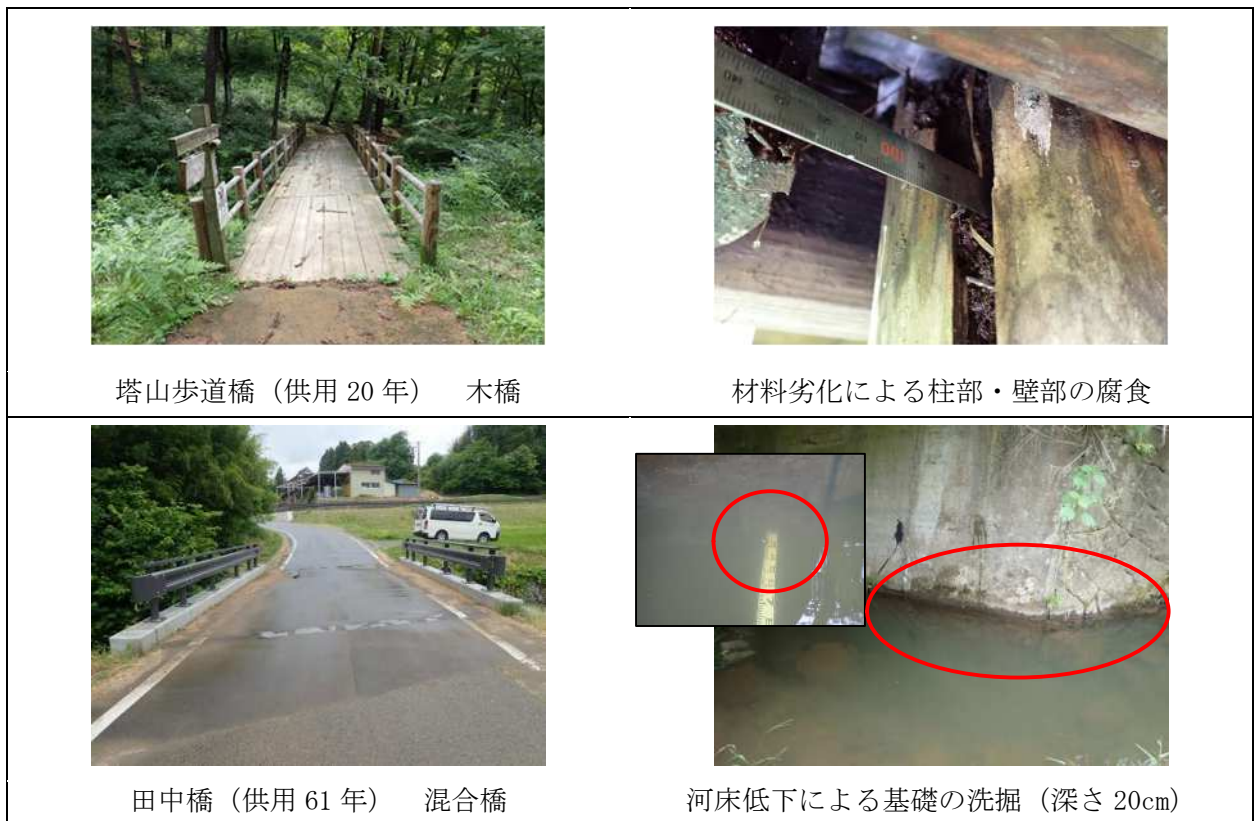 塔山歩道橋（供用 20 年）　木橋
材料劣化による柱部・壁部の腐食
田中橋（供用 61 年）　混合橋
河床低下による基礎の洗掘（深さ 20cm）